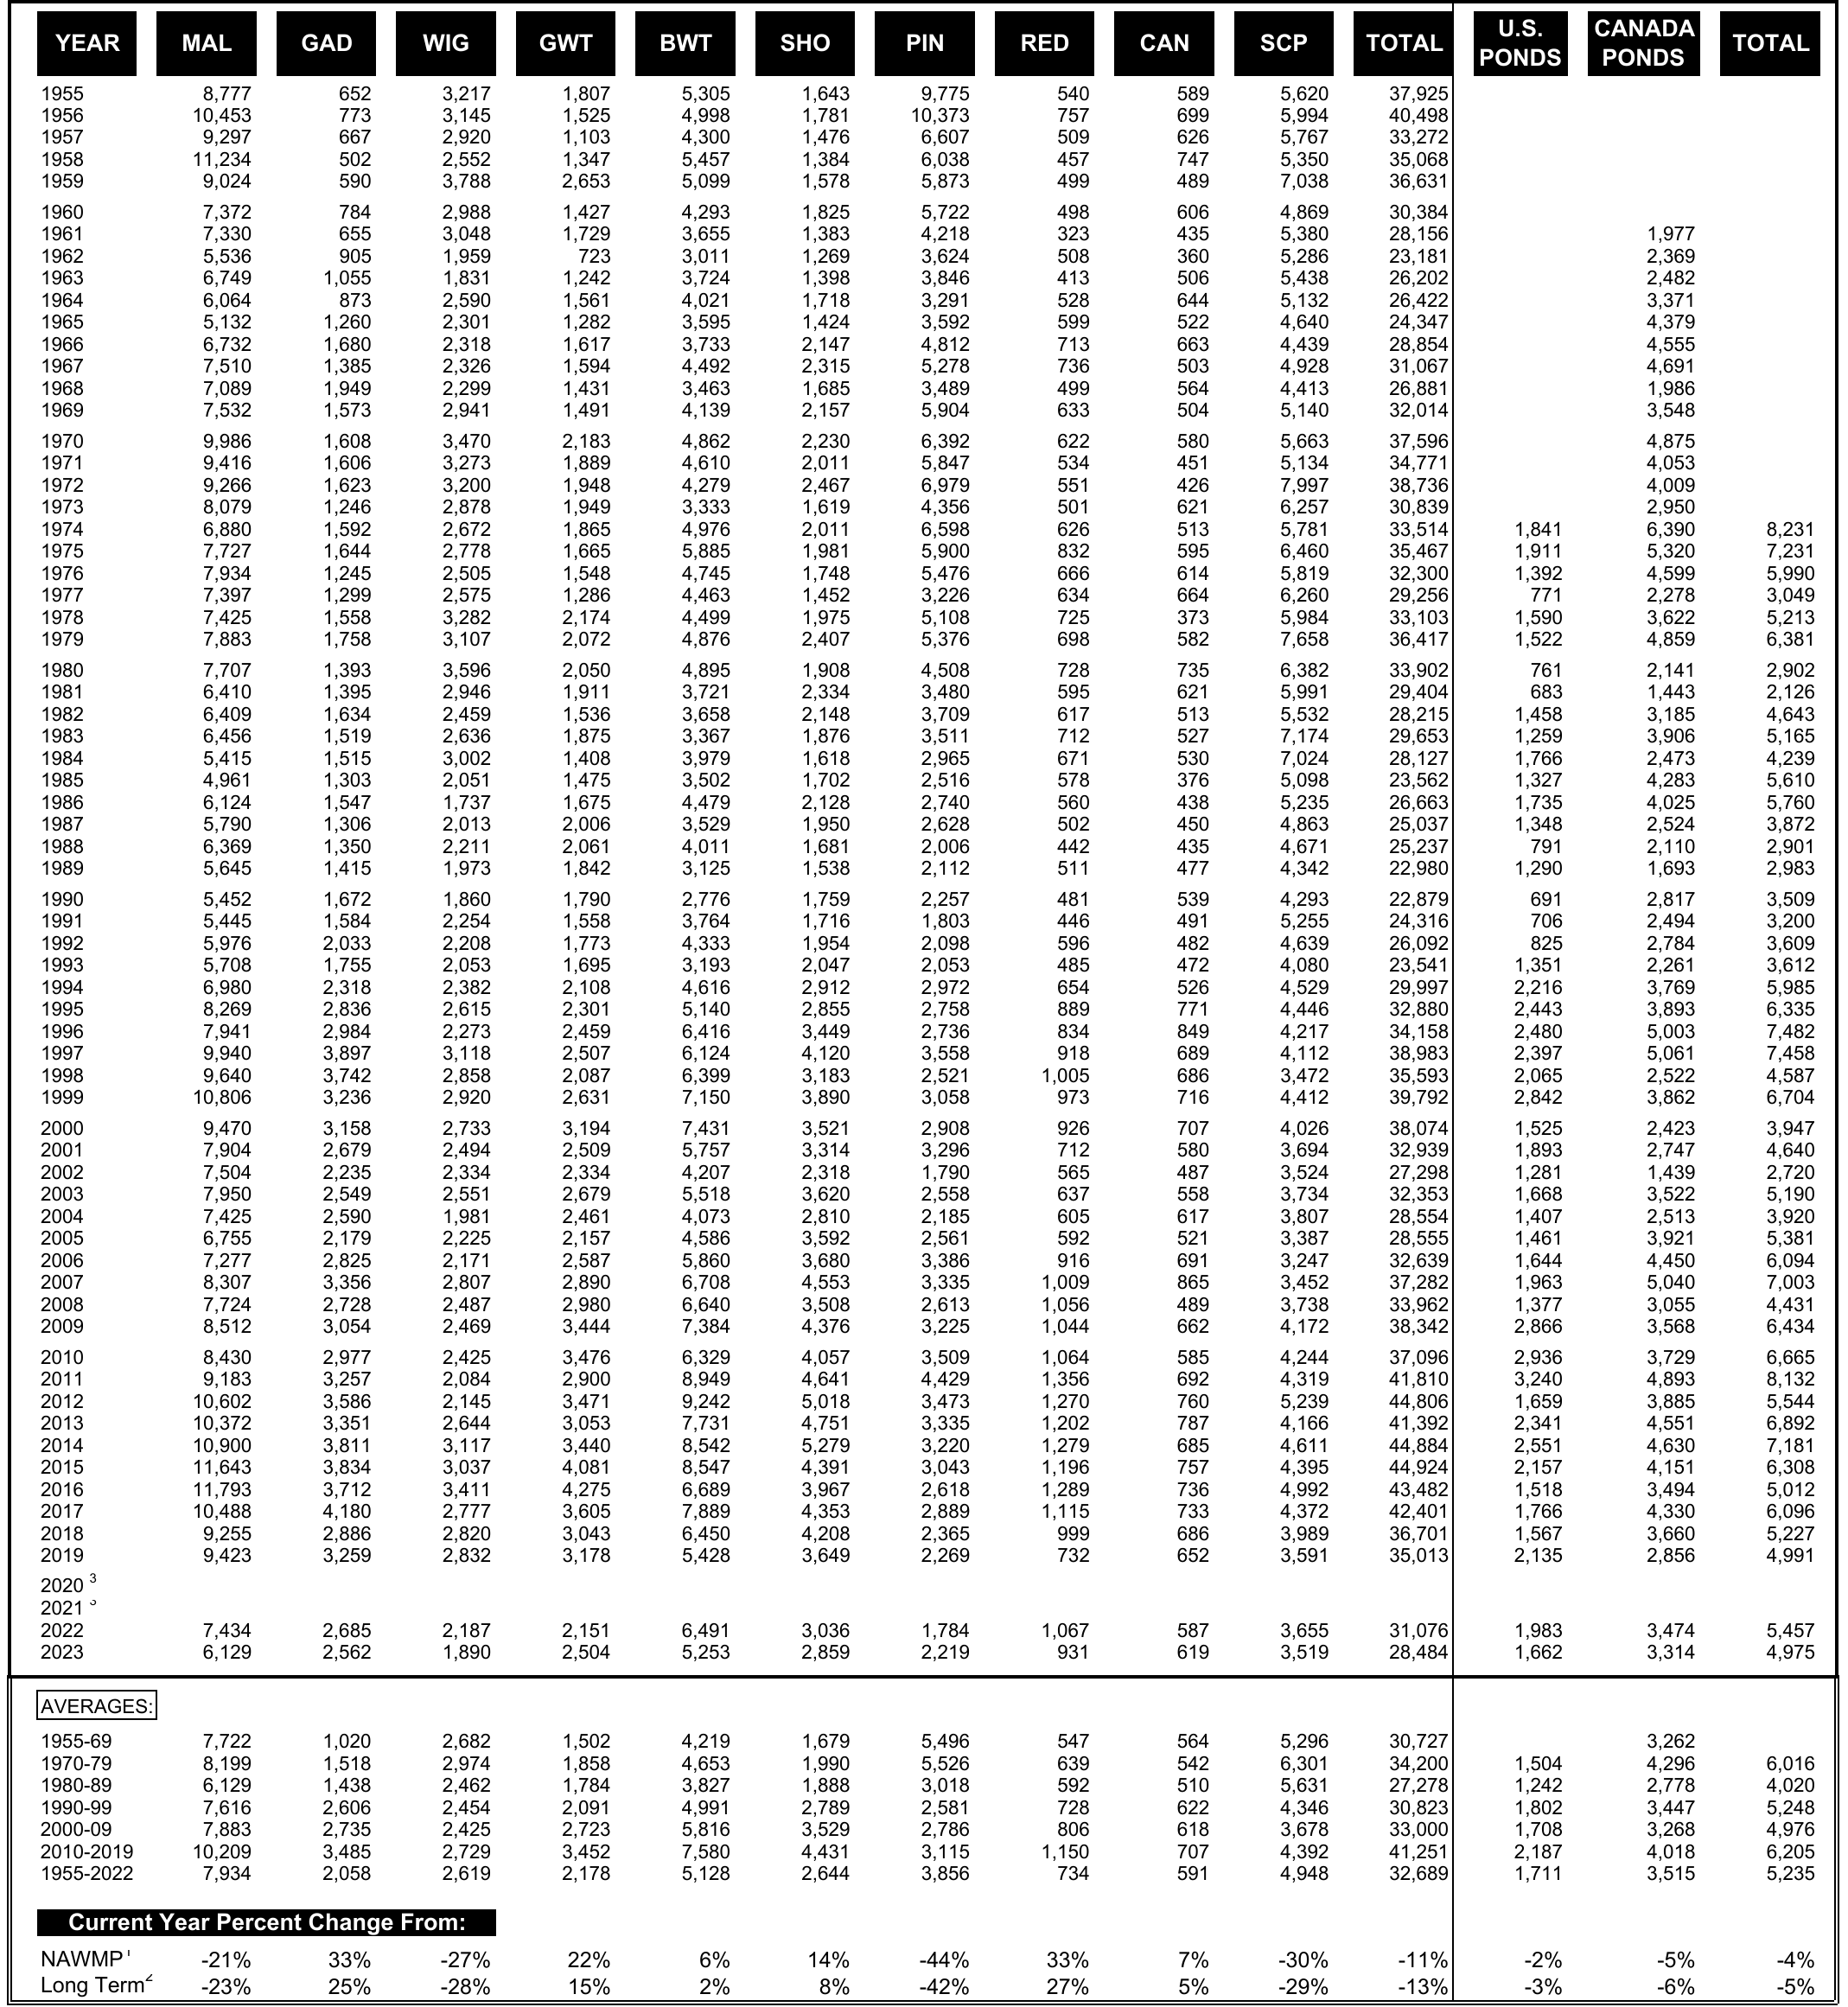 YEAR MAL GAD WIG GWT BWT SHO PIN RED CAN SCP TOTAL U.S. PONDS CANADA PONDS TOTAL
1955 8,777 652 3,217 1,807 5,305 1,643 9,775 540 589 5,620 37,925
1956 10,453 773 3,145 1,525 4,998 1,781 10,373 757 699 5,994 40,498
1957 9,297 667 2,920 1,103 4,300 1,476 6,607 509 626 5,767 33,272
1958 11,234 502 2,552 1,347 5,457 1,384 6,038 457 747 5,350 35,068
1959 9,024 590 3,788 2,653 5,099 1,578 5,873 499 489 7,038 36,631
1960 7,372 784 2,988 1,427 4,293 1,825 5,722 498 606 4,869 30,384
1961 7,330 655 3,048 1,729 3,655 1,383 4,218 323 435 5,380 28,156 1,977
1962 5,536 905 1,959 723 3,011 1,269 3,624 508 360 5,286 23,181 2,369
1963 6,749 1,055 1,831 1,242 3,724 1,398 3,846 413 506 5,438 26,202 2,482
1964 6,064 873 2,590 1,561 4,021 1,718 3,291 528 644 5,132 26,422 3,371
1965 5,132 1,260 2,301 1,282 3,595 1,424 3,592 599 522 4,640 24,347 4,379
1966 6,732 1,680 2,318 1,617 3,733 2,147 4,812 713 663 4,439 28,854 4,555
1967 7,510 1,385 2,326 1,594 4,492 2,315 5,278 736 503 4,928 31,067 4,691
1968 7,089 1,949 2,299 1,431 3,463 1,685 3,489 499 564 4,413 26,881 1,986
1969 7,532 1,573 2,941 1,491 4,139 2,157 5,904 633 504 5,140 32,014 3,548
1970 9,986 1,608 3,470 2,183 4,862 2,230 6,392 622 580 5,663 37,596 4,875
1971 9,416 1,606 3,273 1,889 4,610 2,011 5,847 534 451 5,134 34,771 4,053
1972 9,266 1,623 3,200 1,948 4,279 2,467 6,979 551 426 7,997 38,736 4,009
1973 8,079 1,246 2,878 1,949 3,333 1,619 4,356 501 621 6,257 30,839 2,950
1974 6,880 1,592 2,672 1,865 4,976 2,011 6,598 626 513 5,781 33,514 1,841 6,390 8,231
1975 7,727 1,644 2,778 1,665 5,885 1,981 5,900 832 595 6,460 35,467 1,911 5,320 7,231
1976 7,934 1,245 2,505 1,548 4,745 1,748 5,476 666 614 5,819 32,300 1,392 4,599 5,990
1977 7,397 1,299 2,575 1,286 4,463 1,452 3,226 634 664 6,260 29,256 771 2,278 3,049
1978 7,425 1,558 3,282 2,174 4,499 1,975 5,108 725 373 5,984 33,103 1,590 3,622 5,213
1979 7,883 1,758 3,107 2,072 4,876 2,407 5,376 698 582 7,658 36,417 1,522 4,859 6,381
1980 7,707 1,393 3,596 2,050 4,895 1,908 4,508 728 735 6,382 33,902 761 2,141 2,902
1981 6,410 1,395 2,946 1,911 3,721 2,334 3,480 595 621 5,991 29,404 683 1,443 2,126
1982 6,409 1,634 2,459 1,536 3,658 2,148 3,709 617 513 5,532 28,215 1,458 3,185 4,643
1983 6,456 1,519 2,636 1,875 3,367 1,876 3,511 712 527 7,174 29,653 1,259 3,906 5,165
1984 5,415 1,515 3,002 1,408 3,979 1,618 2,965 671 530 7,024 28,127 1,766 2,473 4,239
1985 4,961 1,303 2,051 1,475 3,502 1,702 2,516 578 376 5,098 23,562 1,327 4,283 5,610
1986 6,124 1,547 1,737 1,675 4,479 2,128 2,740 560 438 5,235 26,663 1,735 4,025 5,760
1987 5,790 1,306 2,013 2,006 3,529 1,950 2,628 502 450 4,863 25,037 1,348 2,524 3,872
1988 6,369 1,350 2,211 2,061 4,011 1,681 2,006 442 435 4,671 25,237 791 2,110 2,901
1989 5,645 1,415 1,973 1,842 3,125 1,538 2,112 511 477 4,342 22,980 1,290 1,693 2,983
1990 5,452 1,672 1,860 1,790 2,776 1,759 2,257 481 539 4,293 22,879 691 2,817 3,509
1991 5,445 1,584 2,254 1,558 3,764 1,716 1,803 446 491 5,255 24,316 706 2,494 3,200
1992 5,976 2,033 2,208 1,773 4,333 1,954 2,098 596 482 4,639 26,092 825 2,784 3,609
1993 5,708 1,755 2,053 1,695 3,193 2,047 2,053 485 472 4,080 23,541 1,351 2,261 3,612
1994 6,980 2,318 2,382 2,108 4,616 2,912 2,972 654 526 4,529 29,997 2,216 3,769 5,985
1995 8,269 2,836 2,615 2,301 5,140 2,855 2,758 889 771 4,446 32,880 2,443 3,893 6,335
1996 7,941 2,984 2,273 2,459 6,416 3,449 2,736 834 849 4,217 34,158 2,480 5,003 7,482
1997 9,940 3,897 3,118 2,507 6,124 4,120 3,558 918 689 4,112 38,983 2,397 5,061 7,458
1998 9,640 3,742 2,858 2,087 6,399 3,183 2,521 1,005 686 3,472 35,593 2,065 2,522 4,587
1999 10,806 3,236 2,920 2,631 7,150 3,890 3,058 973 716 4,412 39,792 2,842 3,862 6,704
2000 9,470 3,158 2,733 3,194 7,431 3,521 2,908 926 707 4,026 38,074 1,525 2,423 3,947
2001 7,904 2,679 2,494 2,509 5,757 3,314 3,296 712 580 3,694 32,939 1,893 2,747 4,640
2002 7,504 2,235 2,334 2,334 4,207 2,318 1,790 565 487 3,524 27,298 1,281 1,439 2,720
2003 7,950 2,549 2,551 2,679 5,518 3,620 2,558 637 558 3,734 32,353 1,668 3,522 5,190
2004 7,425 2,590 1,981 2,461 4,073 2,810 2,185 605 617 3,807 28,554 1,407 2,513 3,920
2005 6,755 2,179 2,225 2,157 4,586 3,592 2,561 592 521 3,387 28,555 1,461 3,921 5,381
2006 7,277 2,825 2,171 2,587 5,860 3,680 3,386 916 691 3,247 32,639 1,644 4,450 6,094
2007 8,307 3,356 2,807 2,890 6,708 4,553 3,335 1,009 865 3,452 37,282 1,963 5,040 7,003
2008 7,724 2,728 2,487 2,980 6,640 3,508 2,613 1,056 489 3,738 33,962 1,377 3,055 4,431
2009 8,512 3,054 2,469 3,444 7,384 4,376 3,225 1,044 662 4,172 38,342 2,866 3,568 6,434
2010 8,430 2,977 2,425 3,476 6,329 4,057 3,509 1,064 585 4,244 37,096 2,936 3,729 6,665
2011 9,183 3,257 2,084 2,900 8,949 4,641 4,429 1,356 692 4,319 41,810 3,240 4,893 8,132
2012 10,602 3,586 2,145 3,471 9,242 5,018 3,473 1,270 760 5,239 44,806 1,659 3,885 5,544
2013 10,372 3,351 2,644 3,053 7,731 4,751 3,335 1,202 787 4,166 41,392 2,341 4,551 6,892
2014 10,900 3,811 3,117 3,440 8,542 5,279 3,220 1,279 685 4,611 44,884 2,551 4,630 7,181
2015 11,643 3,834 3,037 4,081 8,547 4,391 3,043 1,196 757 4,395 44,924 2,157 4,151 6,308
2016 11,793 3,712 3,411 4,275 6,689 3,967 2,618 1,289 736 4,992 43,482 1,518 3,494 5,012
2017 10,488 4,180 2,777 3,605 7,889 4,353 2,889 1,115 733 4,372 42,401 1,766 4,330 6,096
2018 9,255 2,886 2,820 3,043 6,450 4,208 2,365 999 686 3,989 36,701 1,567 3,660 5,227
2019 9,423 3,259 2,832 3,178 5,428 3,649 2,269 732 652 3,591 35,013 2,135 2,856 4,991
2020 3
2021 3
2022 7,434 2,685 2,187 2,151 6,491 3,036 1,784 1,067 587 3,655 31,076 1,983 3,474 5,457
2023 6,129 2,562 1,890 2,504 5,253 2,859 2,219 931 619 3,519 28,484 1,662 3,314 4,975
AVERAGES:
1955-69 7,722 1,020 2,682 1,502 4,219 1,679 5,496 547 564 5,296 30,727 3,262
1970-79 8,199 1,518 2,974 1,858 4,653 1,990 5,526 639 542 6,301 34,200 1,504 4,296 6,016
1980-89 6,129 1,438 2,462 1,784 3,827 1,888 3,018 592 510 5,631 27,278 1,242 2,778 4,020
1990-99 7,616 2,606 2,454 2,091 4,991 2,789 2,581 728 622 4,346 30,823 1,802 3,447 5,248
2000-09 7,883 2,735 2,425 2,723 5,816 3,529 2,786 806 618 3,678 33,000 1,708 3,268 4,976
2010-2019 10,209 3,485 2,729 3,452 7,580 4,431 3,115 1,150 707 4,392 41,251 2,187 4,018 6,205
1955-2022 7,934 2,058 2,619 2,178 5,128 2,644 3,856 734 591 4,948 32,689 1,711 3,515 5,235
Current Year Percent Change From:
NAWMP 1 -21% 33% -27% 22% 6% 14% -44% 33% 7% -30% -11% -2% -5% -4%
Long Term 2 -23% 25% -28% 15% 2% 8% -42% 27% 5% -29% -13% -3% -6% -5%